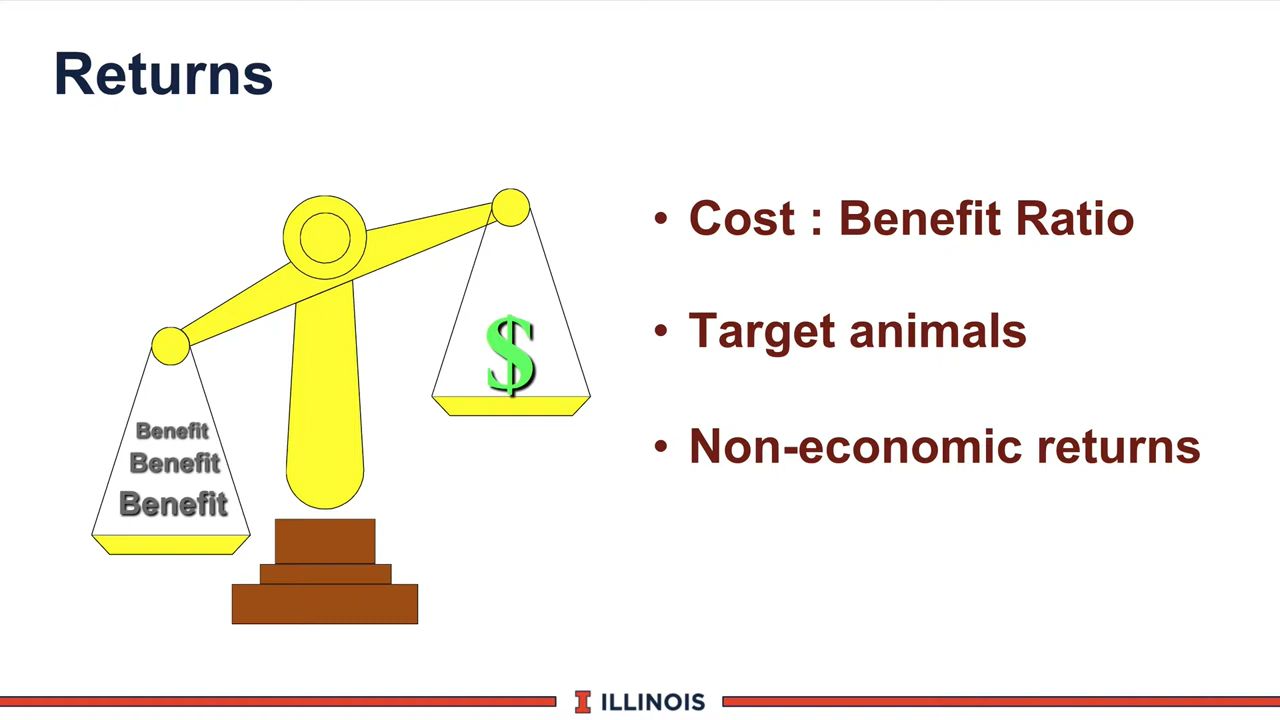 Returns
• Cost : Benefit Ratio
• Target animals
• Non-economic returns
$
Benefit
Benefit
Benefit
I ILLINOIS